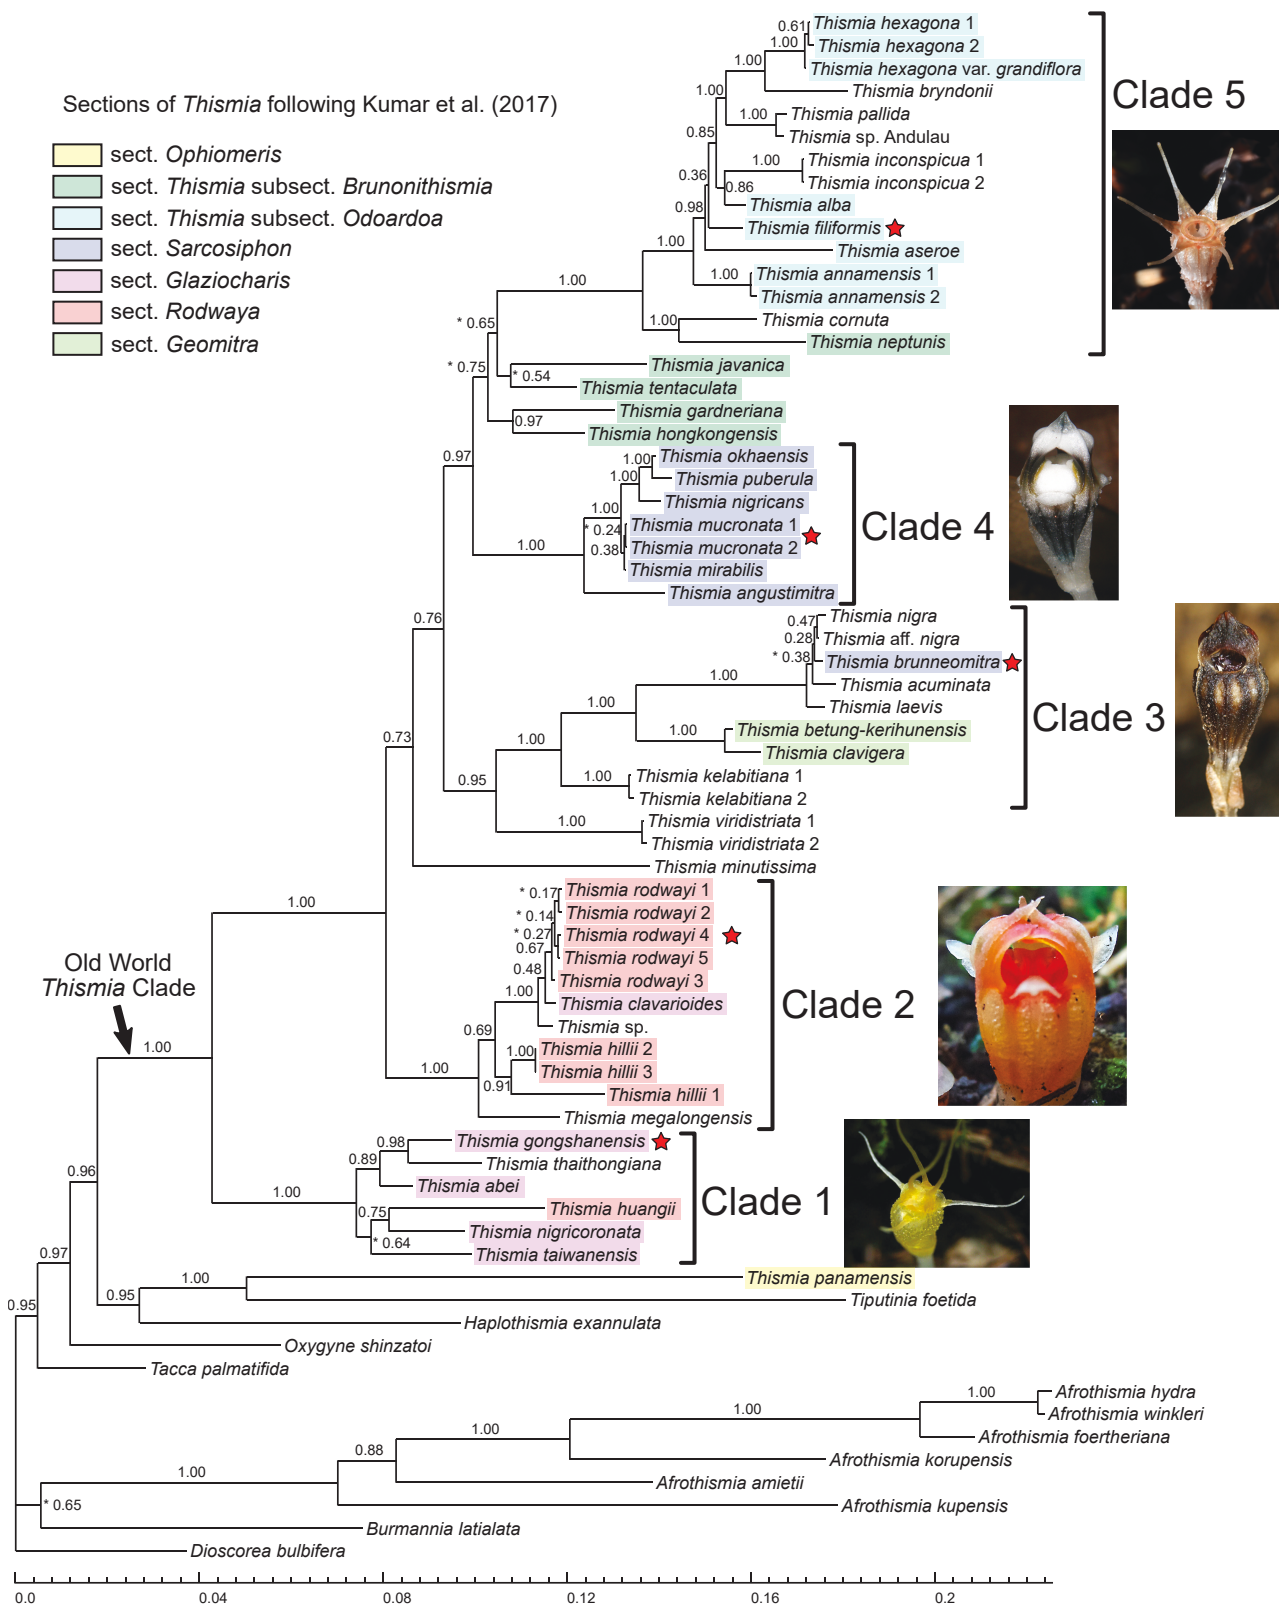 Sections of Thismia following Kumar et al. (2017)
sect. Ophiomeris
sect. Thismia subsect. Brunonithismia
sect. Thismia subsect. Odoardoa
sect. Sarcosiphon
sect. Glaziocharis
sect. Rodwaya
sect. Geomitra
0.61 Thismia hexagona 1
1.00 Thismia hexagona 2
1.00 Thismia hexagona var. grandiflora
Thismia bryndonii
1.00
1.00 Thismia pallida
0.85 Thismia sp. Andulau
1.00 Thismia inconspicua 1
0.36 0.86 Thismia inconspicua 2
0.98 Thismia alba
Thismia filiformis
1.00 Thismia aseroe
1.00 Thismia annamensis 1
1.00 Thismia annamensis 2
1.00 Thismia cornuta
* 0.65 Thismia neptunis
Clade 5
* 0.75 Thismia javanica
* 0.54 Thismia tentaculata
Thismia gardneriana
0.97 Thismia hongkongensis
0.97 1.00 Thismia okhaensis
1.00 Thismia puberula
1.00 Thismia nigricans
* 0.24 Thismia mucronata 1
0.38 Thismia mucronata 2
1.00 Thismia mirabilis
Thismia angustimitra
Clade 4
0.76 0.47 Thismia nigra
0.28 Thismia aff. nigra
* 0.38 Thismia brunneomitra
1.00 Thismia acuminata
1.00 Thismia laevis
1.00 Thismia betung-kerihunensis
0.73 1.00 Thismia clavigera
0.95 1.00 Thismia kelabitiana 1
Thismia kelabitiana 2
1.00 Thismia viridistriata 1
Thismia viridistriata 2
Thismia minutissima
Clade 3
* 0.17 Thismia rodwayi 1
1.00 * 0.14 Thismia rodwayi 2
* 0.27 Thismia rodwayi 4
0.67 Thismia rodwayi 5
0.48 Thismia rodwayi 3
1.00 Thismia clavarioides
Thismia sp.
0.69 1.00 Thismia hillii 2
1.00 Thismia hillii 3
0.91 Thismia hillii 1
Thismia megalongensis
Clade 2
Old World
Thismia Clade
1.00
0.98 Thismia gongshanensis
0.89 Thismia thaithongiana
0.96 Thismia abei
1.00 0.75 Thismia huangii
Thismia nigricoronata
* 0.64 Thismia taiwanensis
Clade 1
0.97 1.00 Thismia panamensis
0.95 Tiputinia foetida
0.95 Haplothismia exannulata
Oxygyne shinzatoi
Tacca palmatifida
1.00 Afrothismia hydra
1.00 Afrothismia winkleri
1.00 Afrothismia foertheriana
0.88 Afrothismia korupensis
1.00 Afrothismia amietii
* 0.65 Afrothismia kupensis
Burmannia latialata
Dioscorea bulbifera
0.0 0.04 0.08 0.12 0.16 0.2